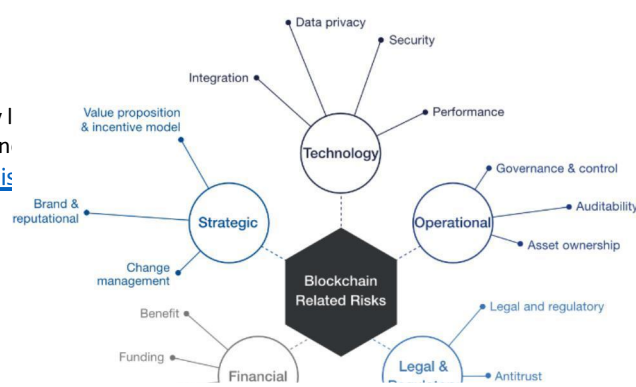 Data privacy
Security
Integration
Performance
Technology
Value proposition
& incentive model
Brand &
reputational
Change
management
Strategic
Governance & control
Auditability
Asset ownership
Operational
Blockchain
Related Risks
Benefit
Funding
Financial
Legal and regulatory
Antitrust
Legal &